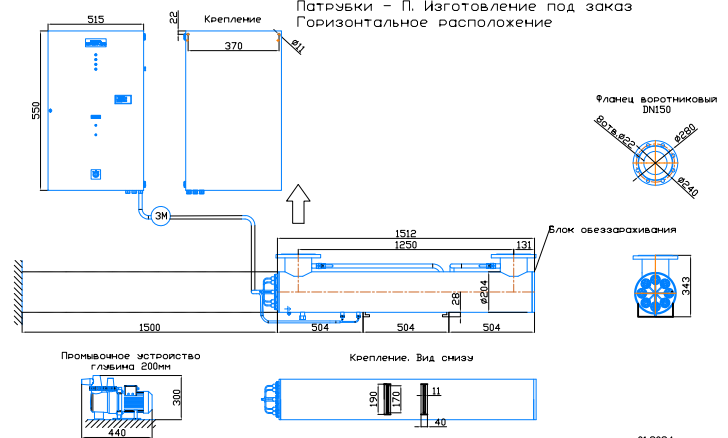 Патрубки - П. Изготовление под заказ
Горизонтальное расположение
515
22
Крепление
370
Ø11
550
Фланец воротниковый
DN150
8отв.Ø22
Ø280
Ø240
3М
1512
1250
131
Блок обеззараживания
Ø204
28
343
1500
504
504
504
Промывочное устройство
глубина 200мм
300
440
Крепление. Вид снизу
190
170
11
40